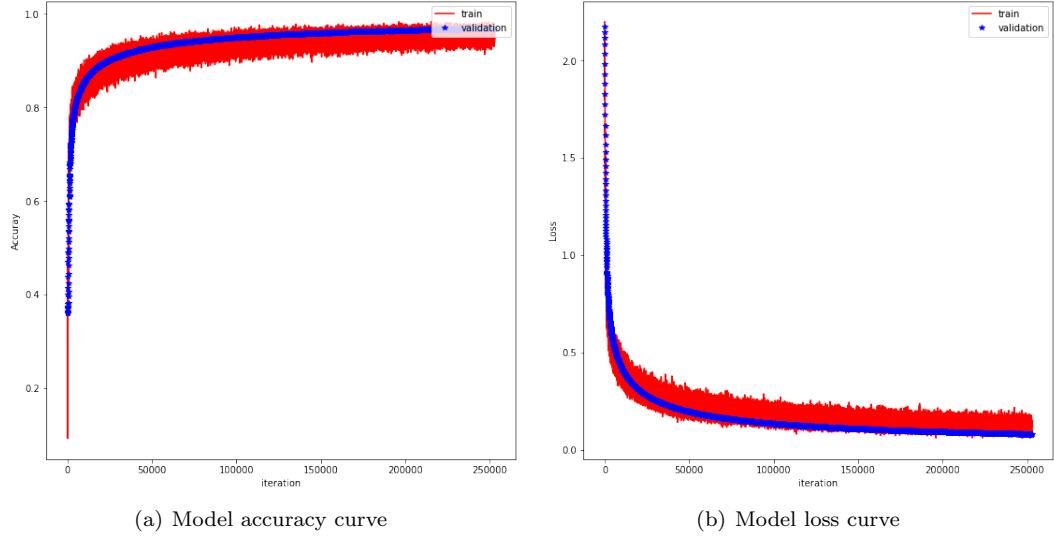 1.0
0.8
0.6
0.4
0.2
Accuray
0
50000
100000
150000
200000
250000
iteration
train
validation
(a) Model accuracy curve
2.0
1.5
1.0
0.5
0.0
Loss
0
50000
100000
150000
200000
250000
iteration
train
validation
(b) Model loss curve